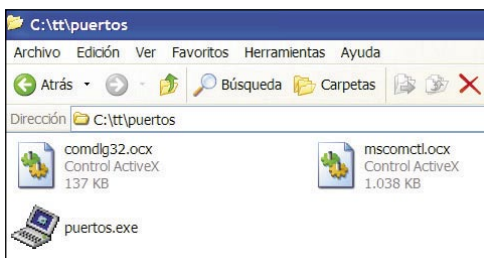 C:\tt\puertos
Archivo Edición Ver Favoritos Herramientas Ayuda
Atrás Búsqueda Carpetas
Dirección C:\tt\puertos
comdlg32.ocx
Control ActiveX
137 KB
mscomctl.ocx
Control ActiveX
1.038 KB
puertos.exe